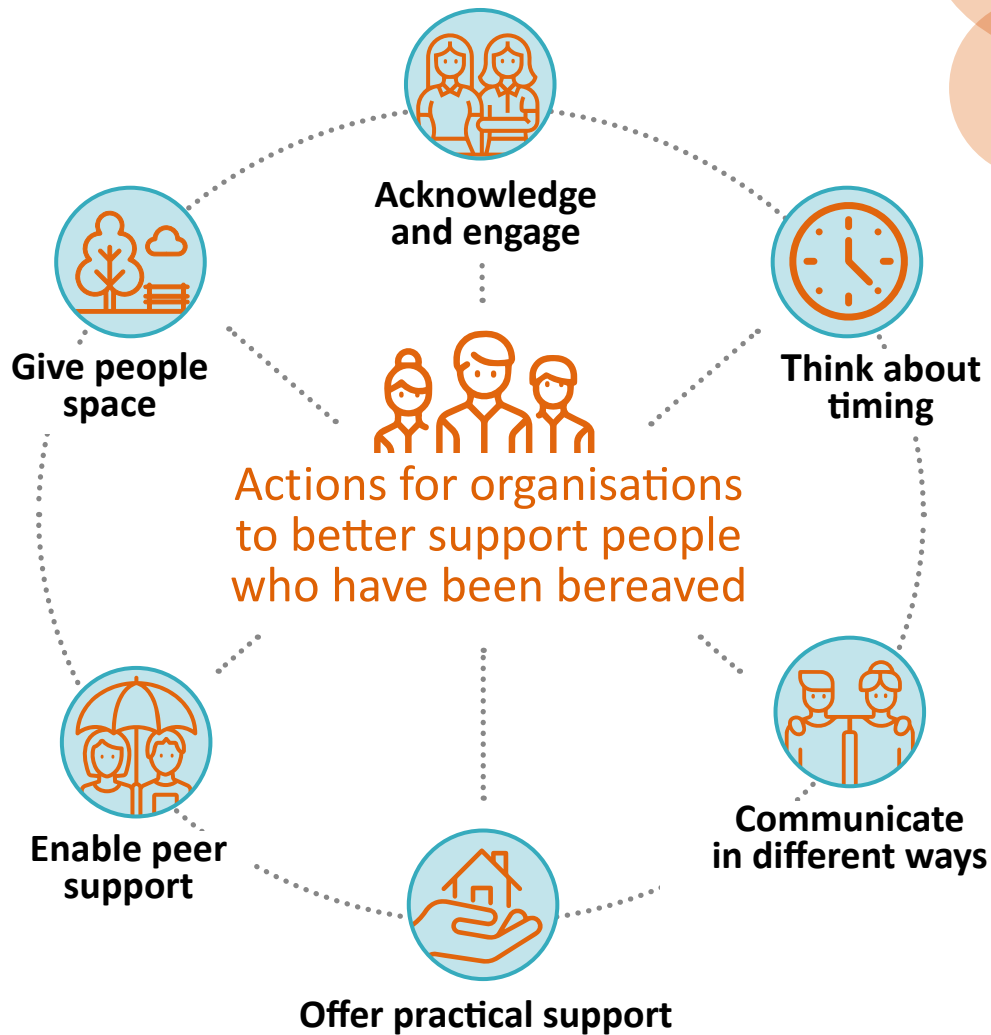 Acknowledge
and engage
Think about
timing
Communicate
in different ways
Offer practical support
Enable peer
support
Give people
space
Actions for organisations
to better support people
who have been bereaved